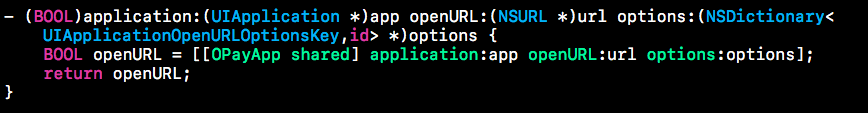 - (BOOL)application:(UIApplication *)app openURL:(NSURL *)url options:(NSDictionary<
UIApplicationOpenURLOptionsKey,id> *)options {
BOOL openURL = [[OPayApp shared] application:app openURL:url options:options];
return openURL;
}